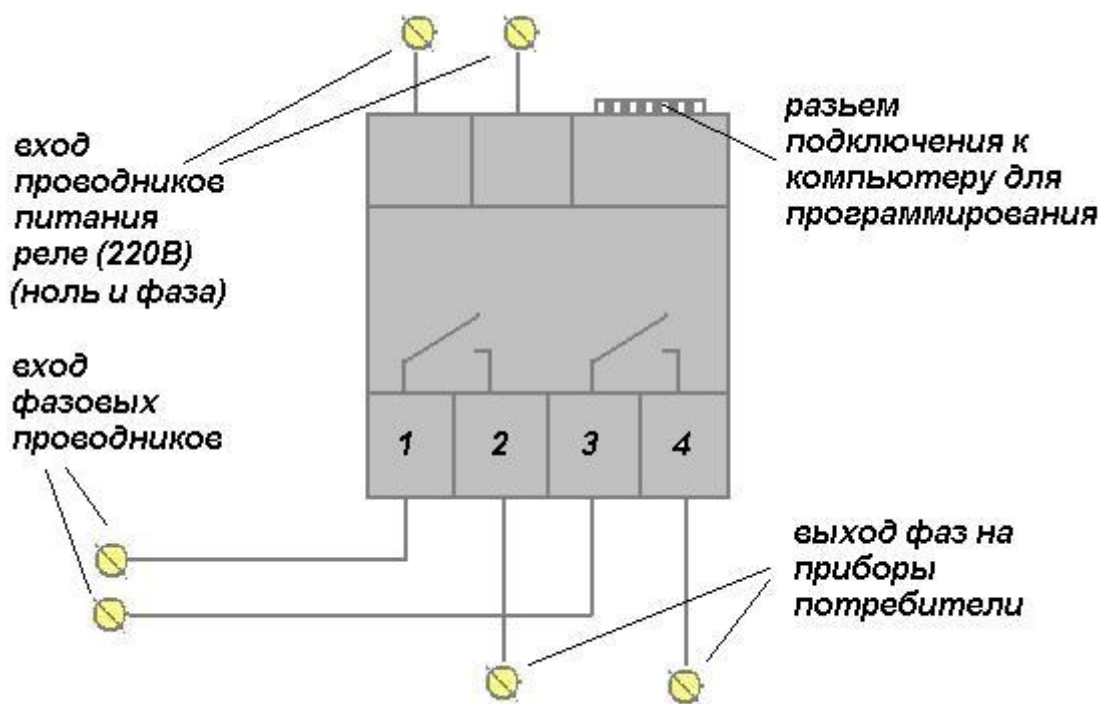 вход
проводников
питания
реле (220В)
(ноль и фаза)
разьем
подключения к
компьютеру для
программирования
вход
фазовых
проводников
1
2
3
4
выход фаз на
приборы
потребители